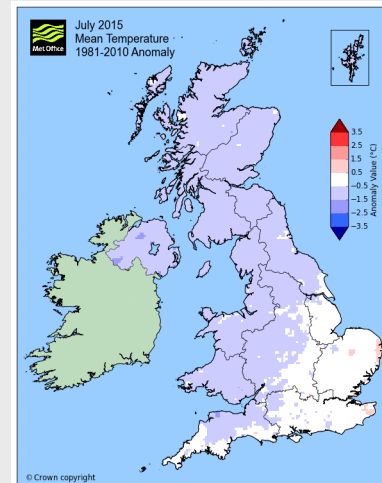 Met Office
July 2015
Mean Temperature
1981-2010 Anomaly
3.5
2.5
1.5
0.5
−0.5
−1.5
−2.5
−3.5
Anomaly Value (°C)
© Crown copyright